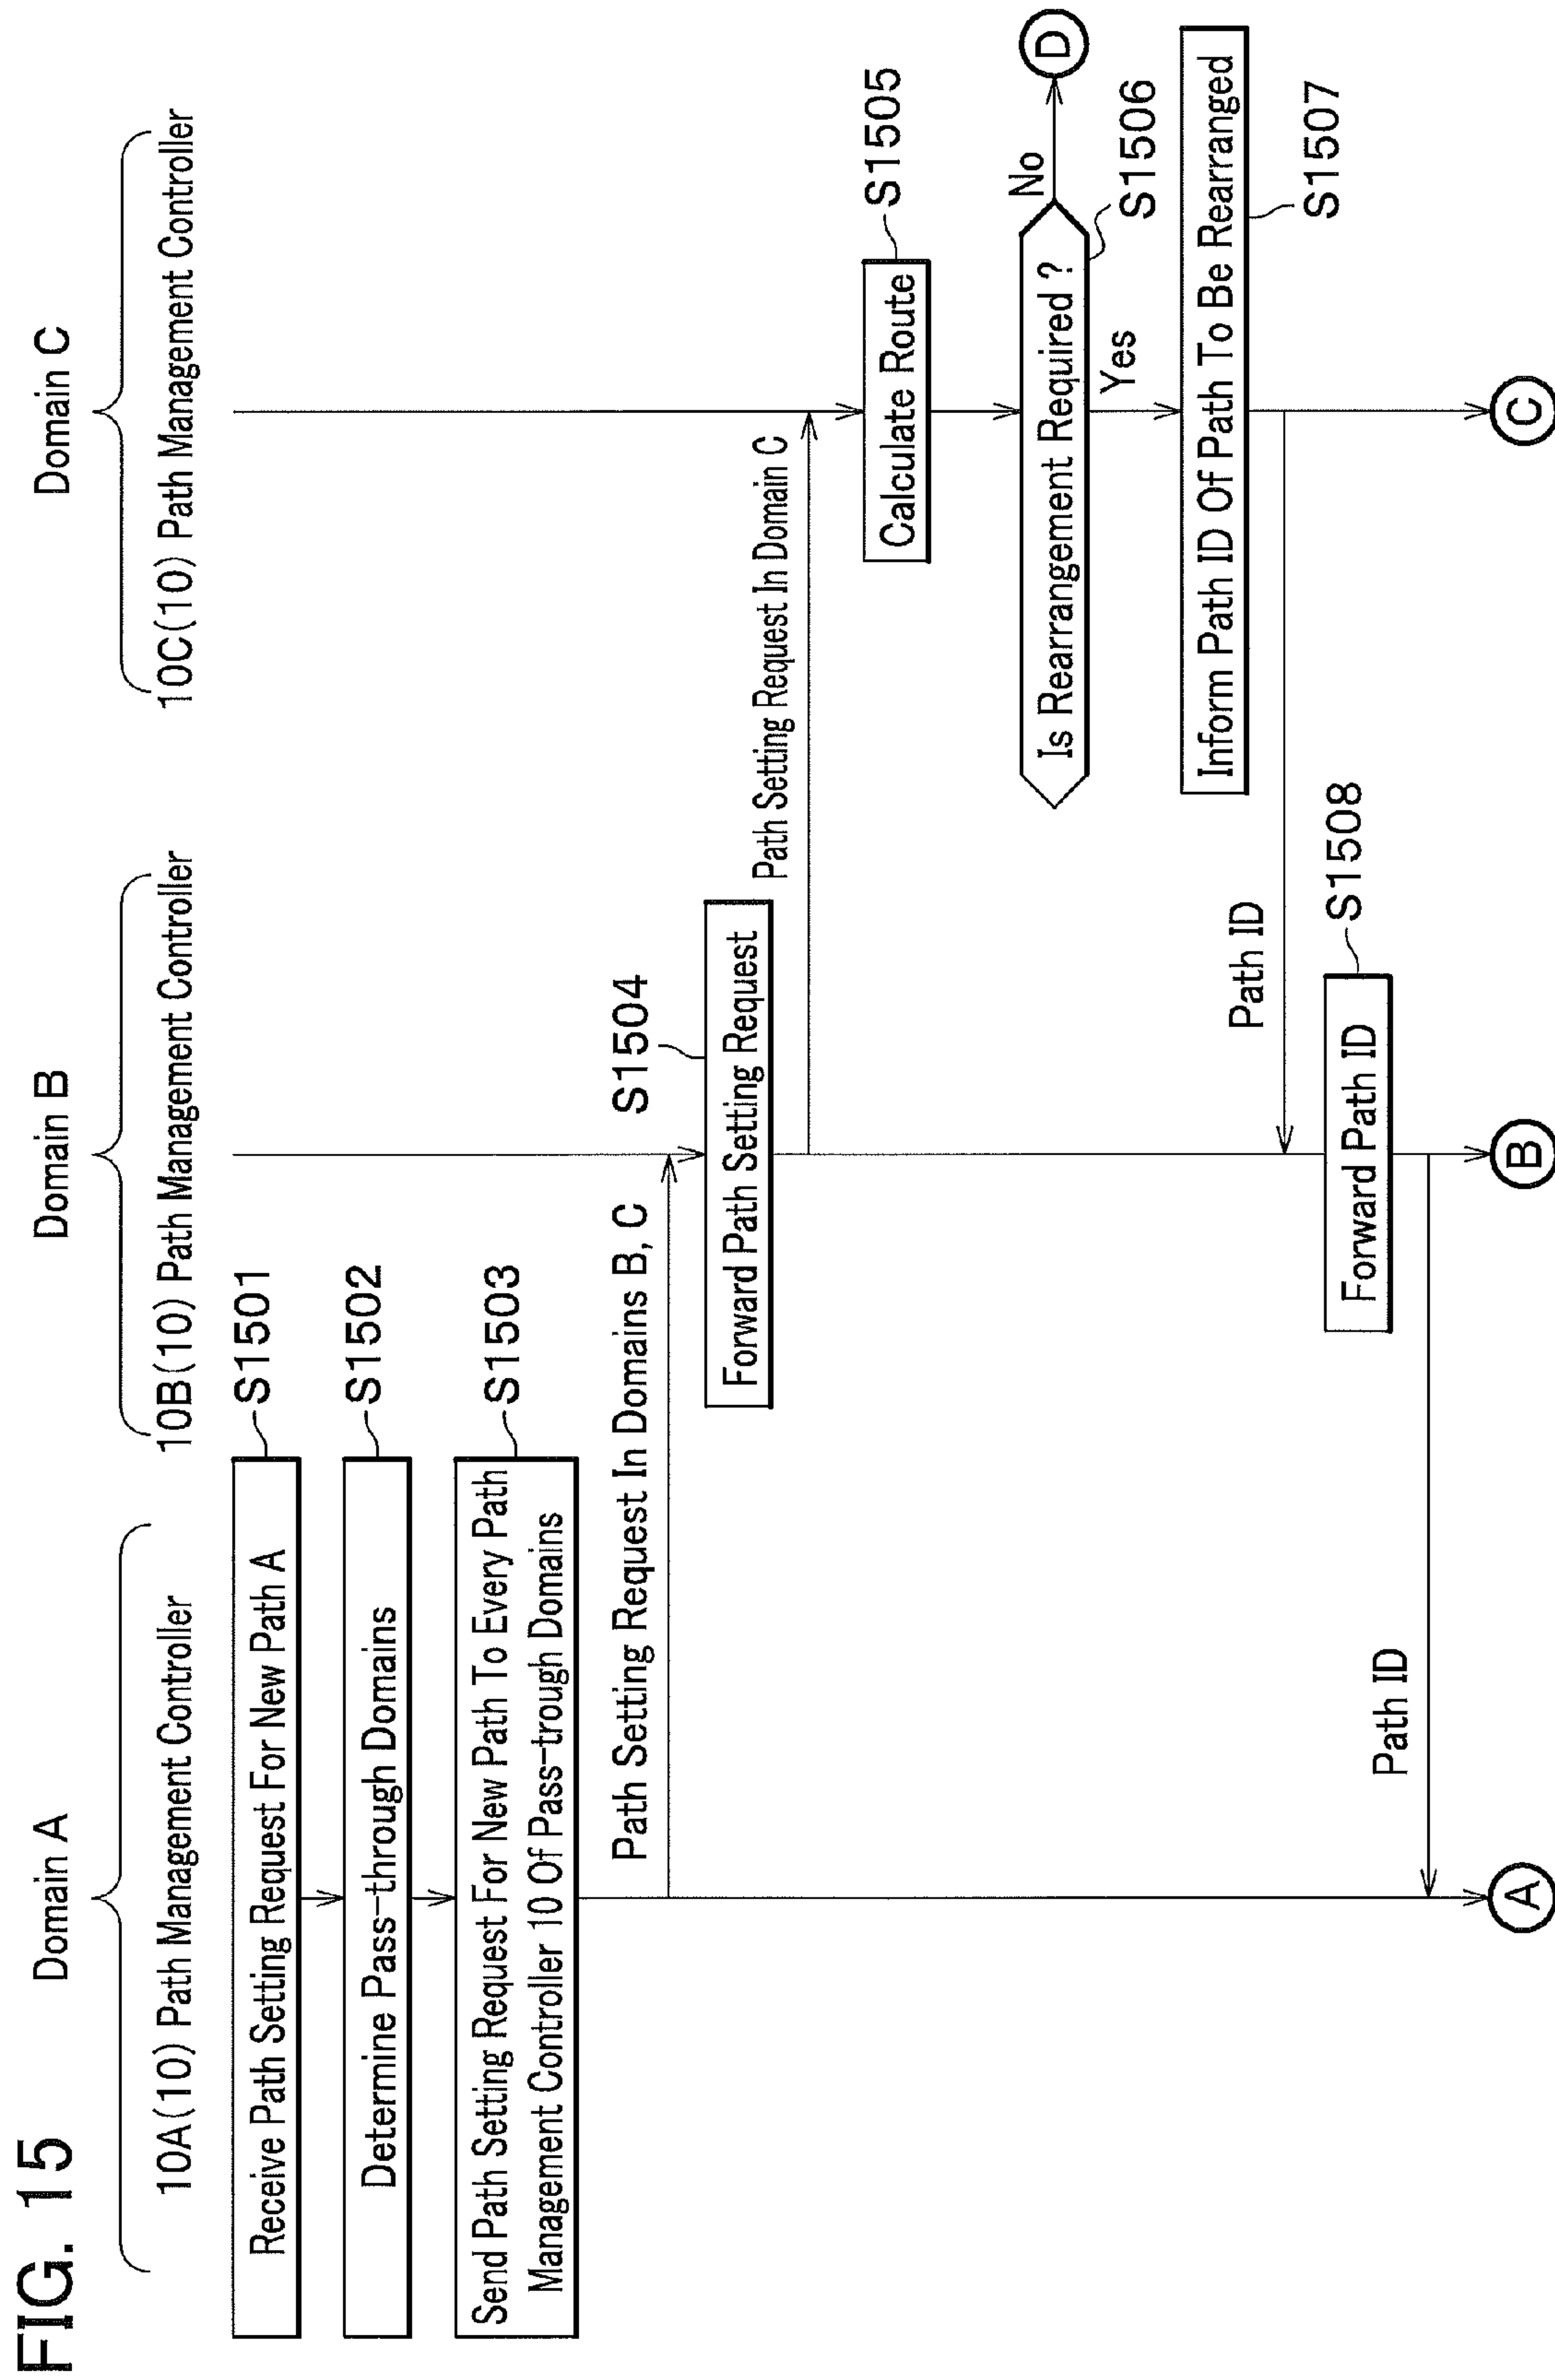 FIG. 15
Domain A
Domain B
Domain C
10A(10) Path Management Controller
10B(10) Path Management Controller
10C(10) Path Management Controller
Receive Path Setting Request For New Path A
S1501
Determine Pass-through Domains
S1502
Send Path Setting Request For New Path To Every Path
Management Controller 10 Of Pass-trough Domains
S1503
Path Setting Request In Domains B, C
S1504
Forward Path Setting Request
Path Setting Request In Domain C
Calculate Route
S1505
Is Rearrangement Required ?
No
D
S1506
Yes
Inform Path ID Of Path To Be Rearranged
S1507
Path ID
Forward Path ID
S1508
Path ID
A
B
C